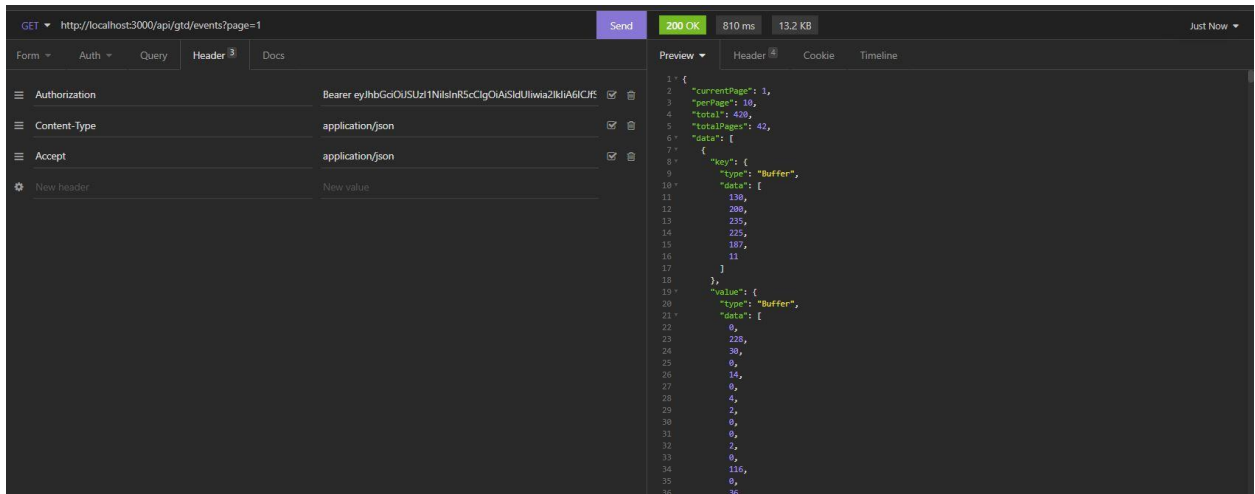 GET http://localhost:3000/api/gtd/events?page=1 Send 200 OK 810 ms 13.2 KB Just Now
Form Auth Query Header 3 Docs
Authorization Bearer
Content-Type application/json
Accept application/json
New header New value
Preview Header 4 Cookie Timeline
1 {
2 "currentPage": 1,
3 "perPage": 10,
4 "total": 420,
5 "totalPages": 42,
6 "data": [
7 {
8 "key": {
9 "type": "Buffer",
10 "data": [
11 130,
12 200,
13 235,
14 225,
15 187,
16 11
17 ]
18 },
19 "value": {
20 "type": "Buffer",
21 "data": [
22 0,
23 228,
24 30,
25 0,
26 14,
27 0,
28 4,
29 2,
30 0,
31 0,
32 2,
33 0,
34 116,
35 0,
36 36